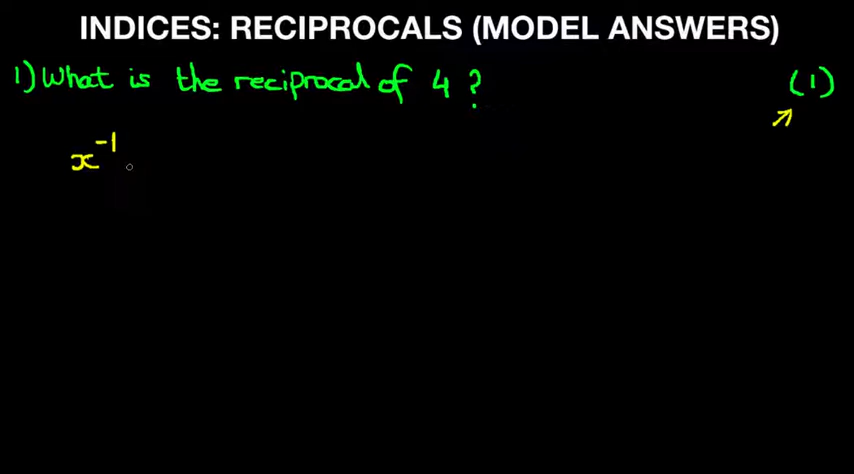 INDICES: RECIPROCALS (MODEL ANSWERS)
1) What is the reciprocal of 4 ? (1)
x⁻¹